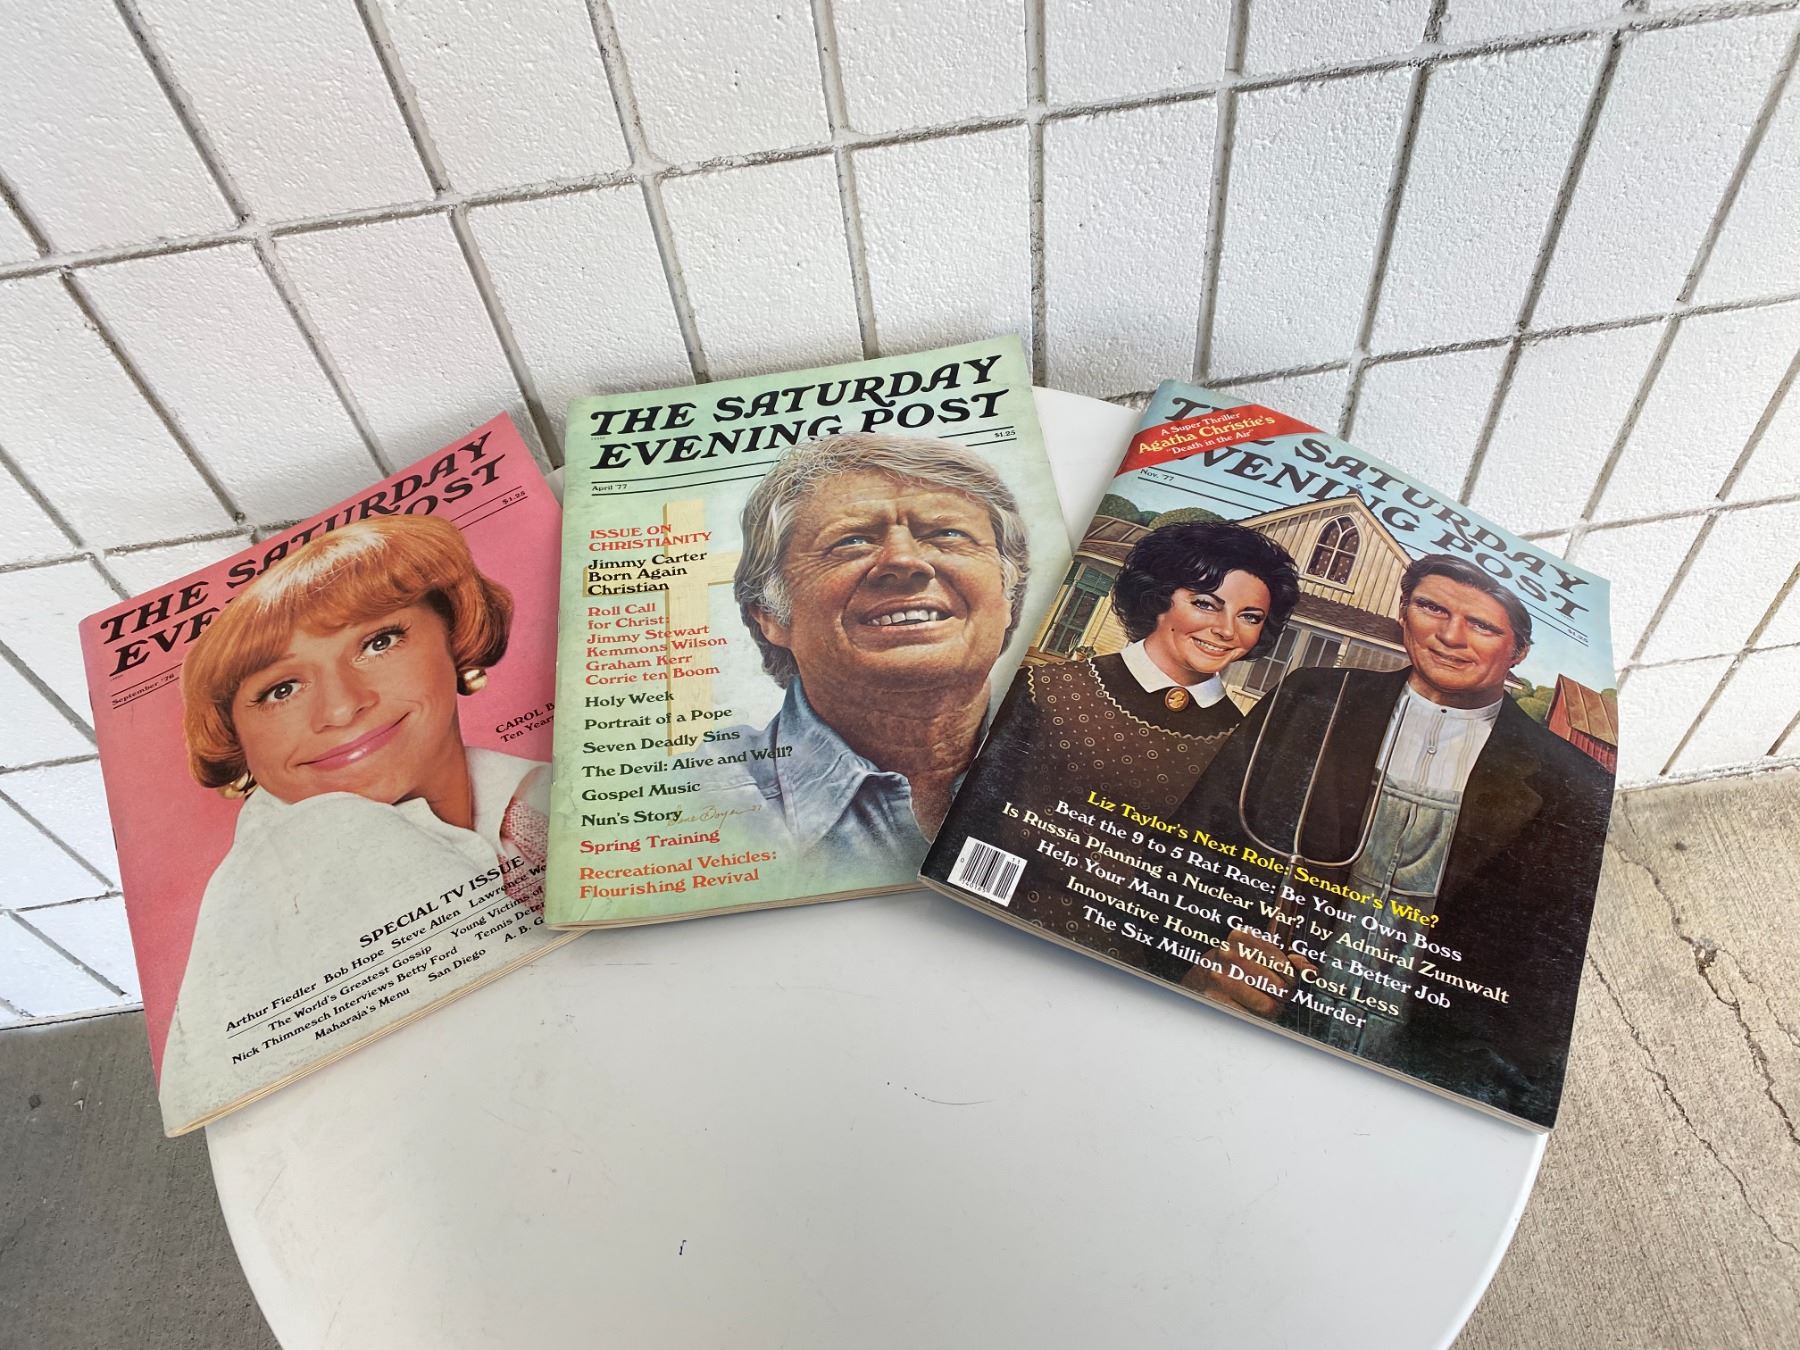 THE SATURDAY
EVE
POST
September '76
$1.25
CAROL B
Ten Year
SPECIAL TV ISSUE
Arthur Fiedler Bob Hope Steve Allen Lawrence We
The World's Greatest Gossip Young Victims of
Nick Thimmesch Interviews Betty Ford Tennis Dete
Maharaja's Menu San Diego A. B. G
THE SATURDAY
EVENING POST
April '77
$1.25
ISSUE ON
CHRISTIANITY
Jimmy Carter
Born Again
Christian
Roll Call
for Christ:
Jimmy Stewart
Kemmons Wilson
Graham Kerr
Corrie ten Boom
Holy Week
Portrait of a Pope
Seven Deadly Sins
The Devil: Alive and Well?
Gospel Music
Nun's Story
Spring Training
Recreational Vehicles:
Flourishing Revival
A Super Thriller
Agatha Christie's
"Death in the Air"
T SATURDAY
VENING POST
Nov. '77
$1.25
Liz Taylor's Next Role: Senator's Wife?
Beat the 9 to 5 Rat Race: Be Your Own Boss
Is Russia Planning a Nuclear War? by Admiral Zumwalt
Help Your Man Look Great, Get a Better Job
Innovative Homes Which Cost Less
The Six Million Dollar Murder